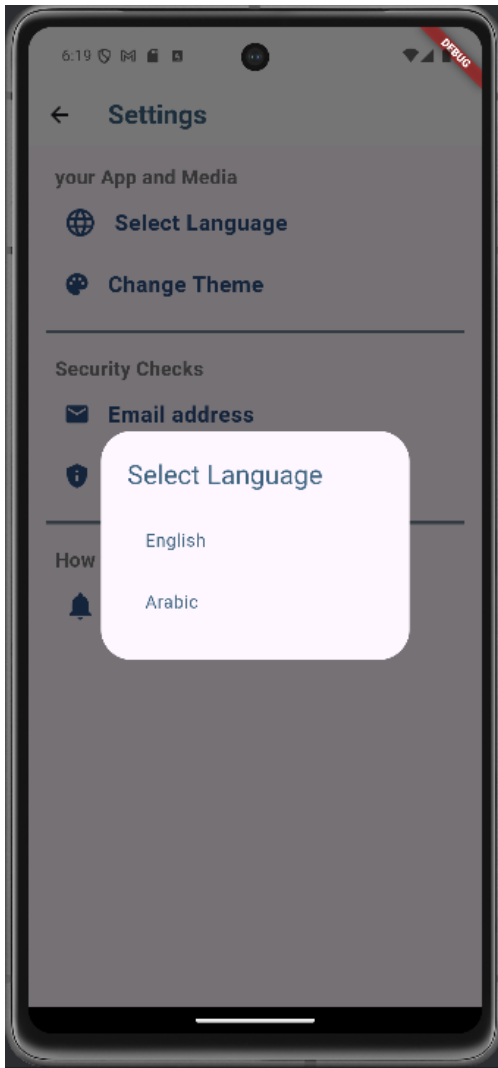 6:19
DEBUG
Settings
your App and Media
Select Language
Change Theme
Security Checks
Email address
Select Language
English
How
Arabic